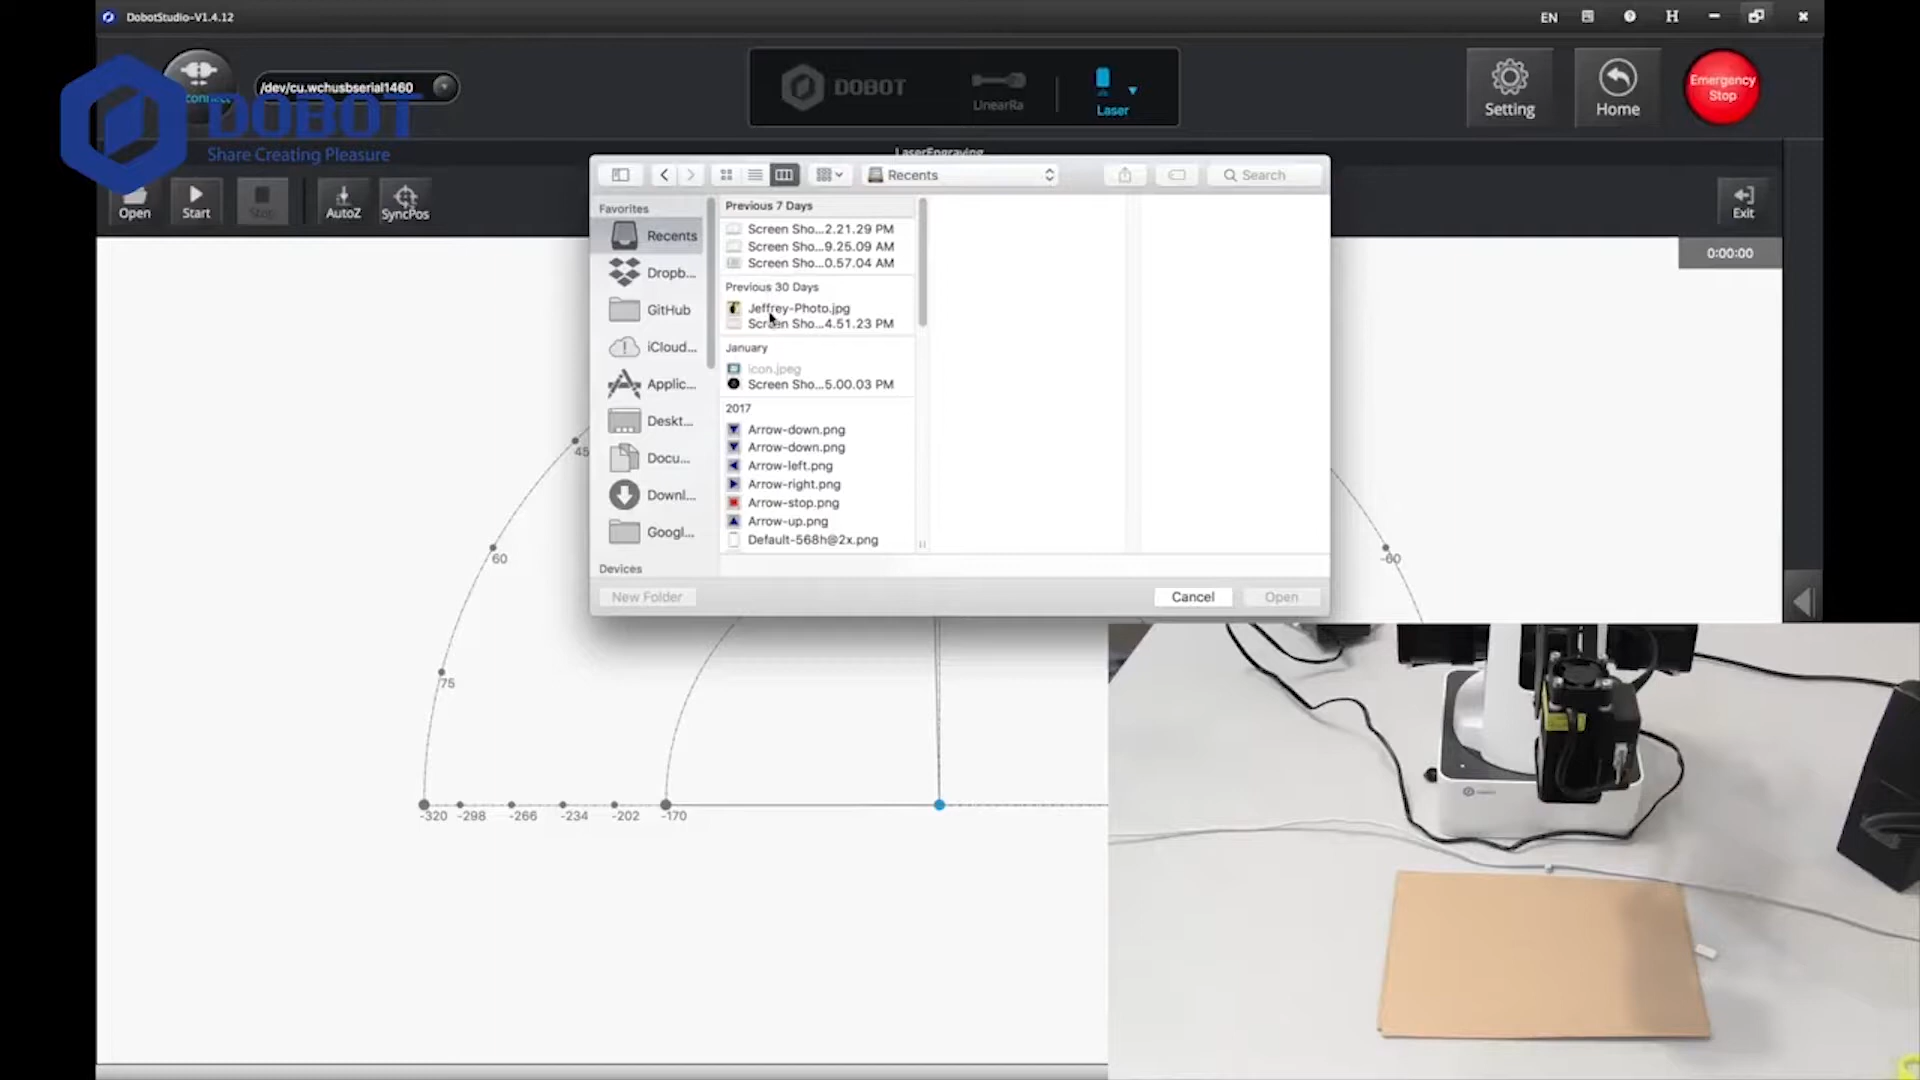 DobotStudio-V1.4.12
EN
H
/dev/cu.wchusbserial1460
DOBOT
LinearRa
Laser
Setting
Home
Emergency
Stop
DOBOT
Share Creating Pleasure
LaserEngraving
Open
Start
Stop
AutoZ
SyncPos
Exit
0:00:00
Recents
Search
Favorites
Recents
Dropb...
GitHub
iCloud...
Applic...
Deskt...
Docu...
Downl...
Googl...
Devices
Previous 7 Days
Screen Sho...2.21.29 PM
Screen Sho...9.25.09 AM
Screen Sho...0.57.04 AM
Previous 30 Days
Jeffrey-Photo.jpg
Screen Sho...4.51.23 PM
January
icon.jpeg
Screen Sho...5.00.03 PM
2017
Arrow-down.png
Arrow-down.png
Arrow-left.png
Arrow-right.png
Arrow-stop.png
Arrow-up.png
Default-568h@2x.png
New Folder
Cancel
Open
45
60
75
-60
-320 -298 -266 -234 -202 -170